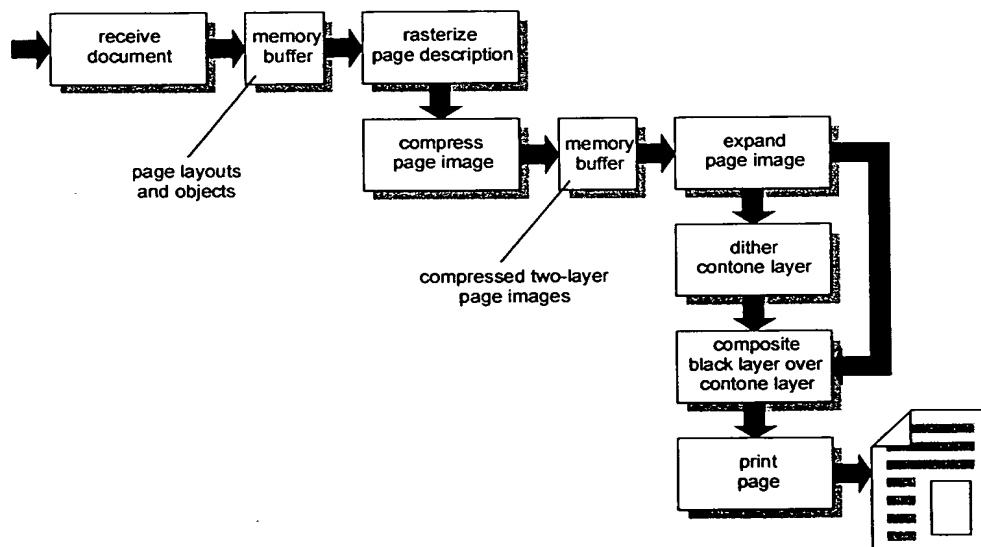 receive
document
memory
buffer
rasterize
page description
compress
page image
memory
buffer
expand
page image
page layouts
and objects
dither
contone layer
compressed two-layer
page images
composite
black layer over
contone layer
print
page